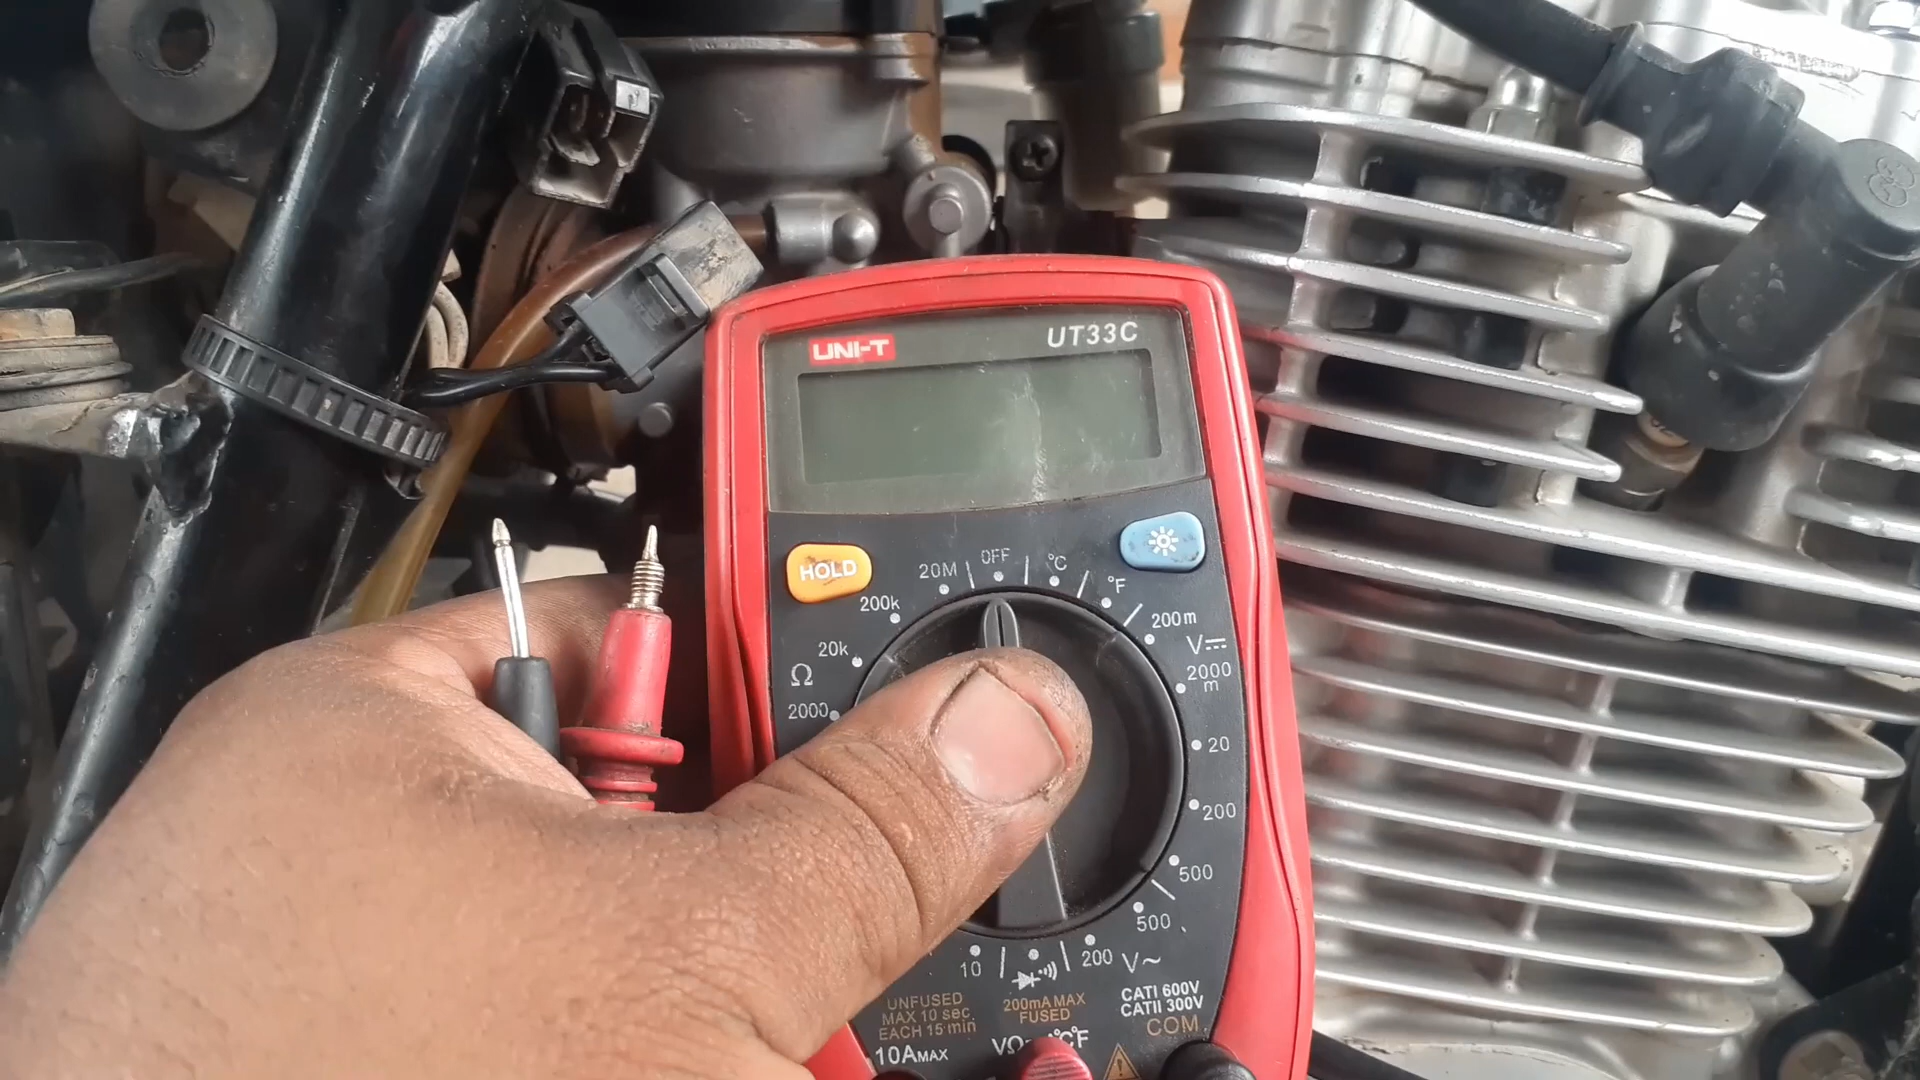 UNI-T
UT33C
HOLD
20M
OFF
°C
°F
200k
200m
20k
V⎓
Ω
2000
m
2000
20
200
500
500
10
200
V~
UNFUSED
MAX 10 sec
EACH 15 min
200mA MAX
FUSED
CATI 600V
CATII 300V
COM
10AMAX